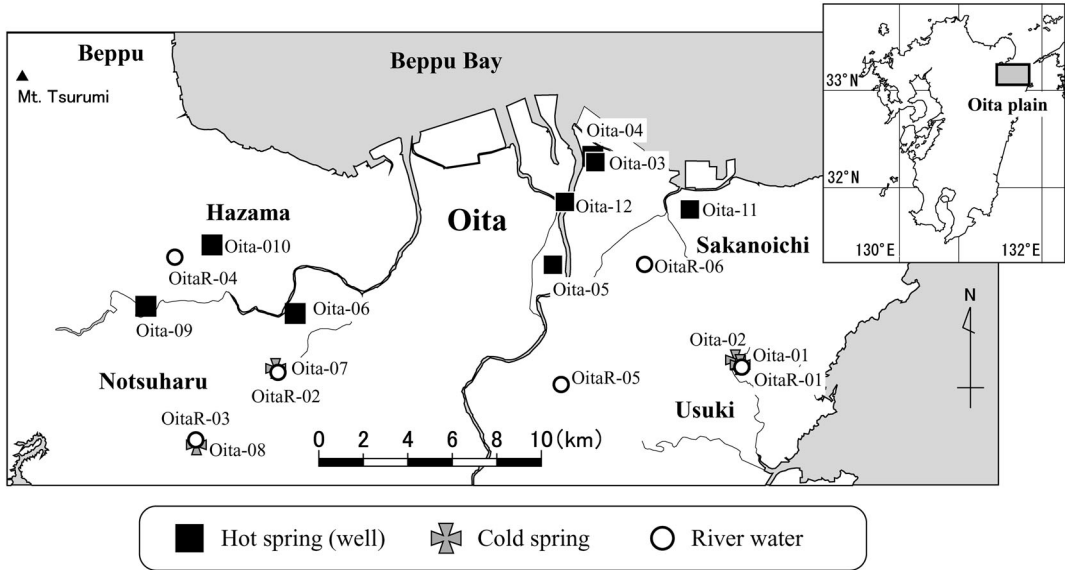 Beppu
Mt. Tsurumi
Beppu Bay
33°N
Oita plain
32°N
130°E
132°E
Oita-04
Oita-03
Oita-12
Oita-11
Hazama
Oita
Sakanoichi
Oita-010
OitaR-04
OitaR-06
Oita-05
Oita-06
Oita-09
N
Oita-02
Oita-01
OitaR-01
Oita-07
OitaR-02
Notsuharu
OitaR-05
Usuki
OitaR-03
Oita-08
0 2 4 6 8 10 (km)
Hot spring (well) Cold spring River water